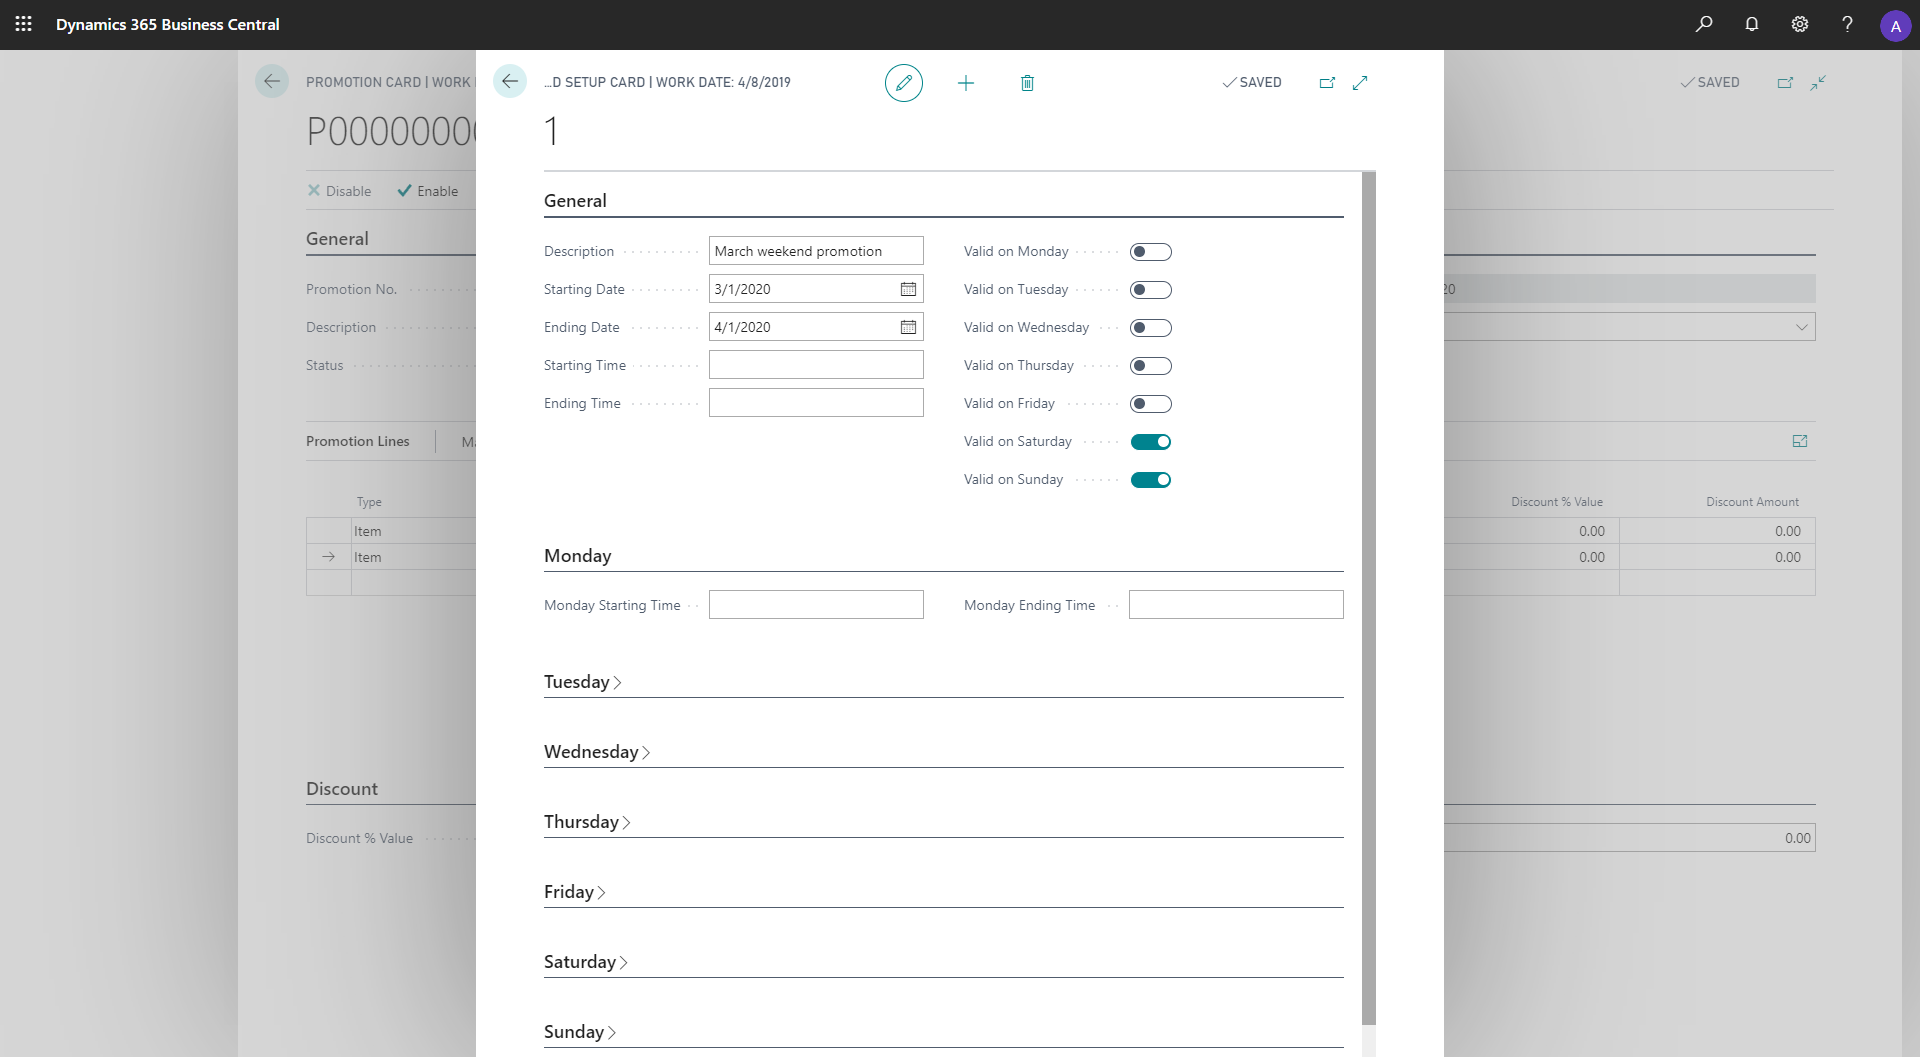 Dynamics 365 Business Central
A
PROMOTION CARD | WORK
SAVED
P0000000
Disable
Enable
General
Promotion No.
20
Description
Status
Promotion Lines
Type
Discount % Value
Discount Amount
Item
0.00
0.00
Item
0.00
0.00
Discount
Discount % Value
0.00
...D SETUP CARD | WORK DATE: 4/8/2019
SAVED
1
General
Description
March weekend promotion
Starting Date
3/1/2020
Ending Date
4/1/2020
Starting Time
Ending Time
Valid on Monday
Valid on Tuesday
Valid on Wednesday
Valid on Thursday
Valid on Friday
Valid on Saturday
Valid on Sunday
Monday
Monday Starting Time
Monday Ending Time
Tuesday
Wednesday
Thursday
Friday
Saturday
Sunday